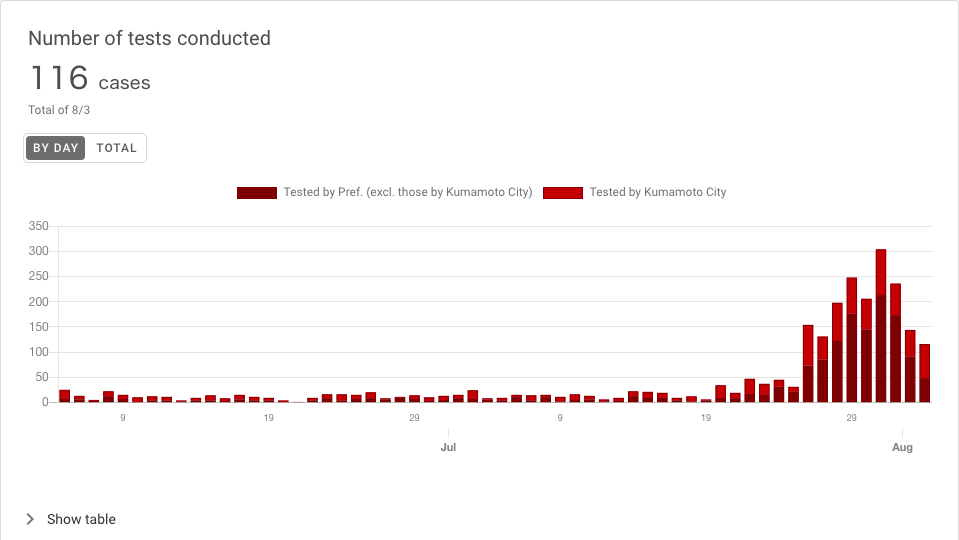 Number of tests conducted
116 cases
Total of 8/3
BY DAY TOTAL
Tested by Pref. (excl. those by Kumamoto City) Tested by Kumamoto City
350
300
250
200
150
100
50
0
9 19 29 9 19 29
Jul Aug
Show table